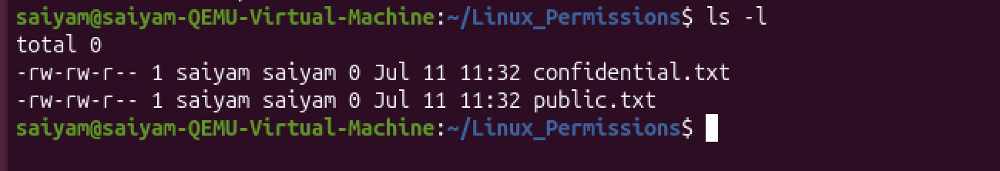 saiyam@saiyam-QEMU-Virtual-Machine:~/Linux_Permissions$ ls -l
total 0
-rw-rw-r-- 1 saiyam saiyam 0 Jul 11 11:32 confidential.txt
-rw-rw-r-- 1 saiyam saiyam 0 Jul 11 11:32 public.txt
saiyam@saiyam-QEMU-Virtual-Machine:~/Linux_Permissions$